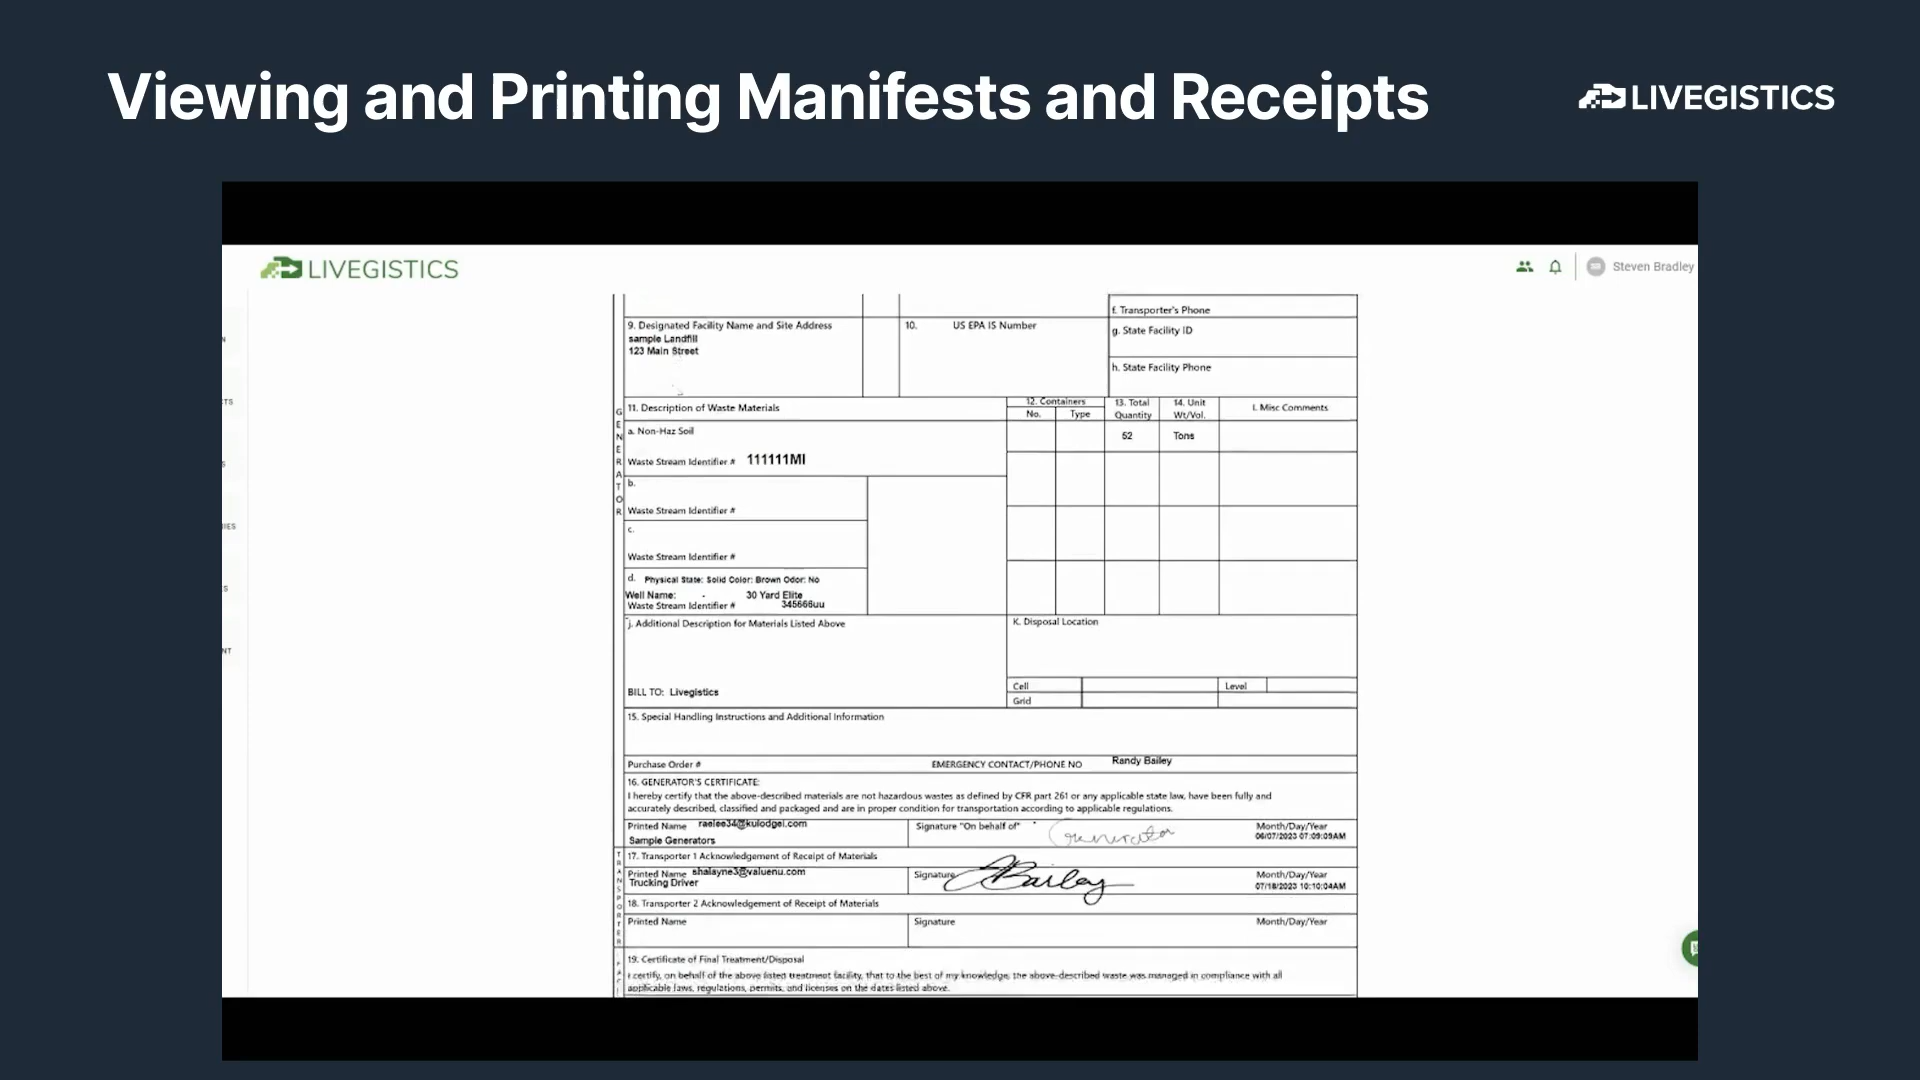 Viewing and Printing Manifests and Receipts
LIVEGISTICS
LIVEGISTICS
Steven Bradley
f. Transporter's Phone
9. Designated Facility Name and Site Address
10. US EPA IS Number
g. State Facility ID
sample Landfill
123 Main Street
h. State Facility Phone
GENERATOR
11. Description of Waste Materials
12. Containers
No. Type
13. Total Quantity
14. Unit Wt/Vol.
I. Misc Comments
a. Non-Haz Soil
52 Tons
Waste Stream Identifier # 111111MI
b.
Waste Stream Identifier #
c.
Waste Stream Identifier #
d. Physical State: Solid Color: Brown Odor: No
Well Name: - 30 Yard Elite
Waste Stream Identifier # 345666uu
j. Additional Description for Materials Listed Above
K. Disposal Location
BILL TO: Livegistics
Cell Level
Grid
15. Special Handling Instructions and Additional Information
Purchase Order # EMERGENCY CONTACT/PHONE NO Randy Bailey
16. GENERATOR'S CERTIFICATE:
I hereby certify that the above-described materials are not hazardous wastes as defined by CFR part 261 or any applicable state law, have been fully and
accurately described, classified and packaged and are in proper condition for transportation according to applicable regulations.
Printed Name raelee34@kulodgei.com Signature "On behalf of" Generator Month/Day/Year
Sample Generators 06/07/2023 07:09:09AM
17. Transporter 1 Acknowledgement of Receipt of Materials
Printed Name shalayne3@valuenu.com Signature Month/Day/Year
Trucking Driver 07/18/2023 10:10:04AM
18. Transporter 2 Acknowledgement of Receipt of Materials
Printed Name Signature Month/Day/Year
19. Certificate of Final Treatment/Disposal
I certify, on behalf of the above listed treatment facility, that to the best of my knowledge, the above-described waste was managed in compliance with all
applicable laws, regulations, permits, and licenses on the dates listed above.